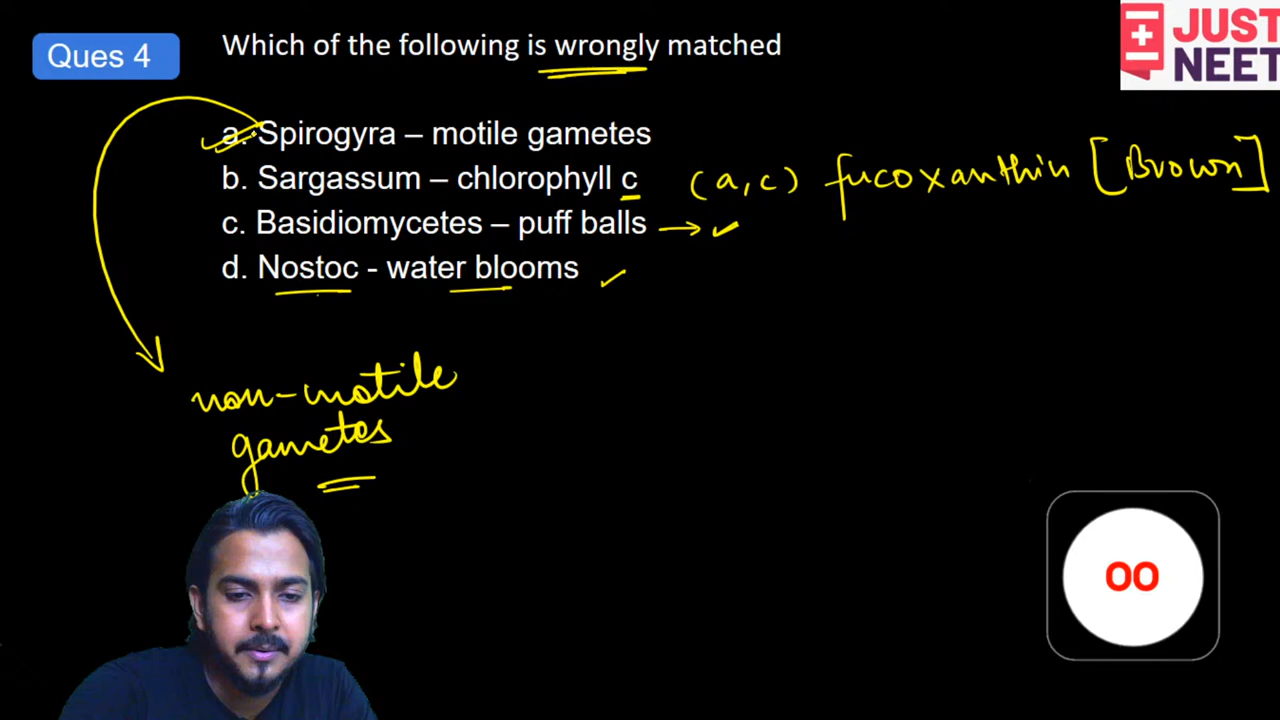 Ques 4
Which of the following is wrongly matched
JUST
NEET
a. Spirogyra – motile gametes
b. Sargassum – chlorophyll c (a, c) fucoxanthin [Brown]
c. Basidiomycetes – puff balls
d. Nostoc - water blooms
non-motile
gametes
00